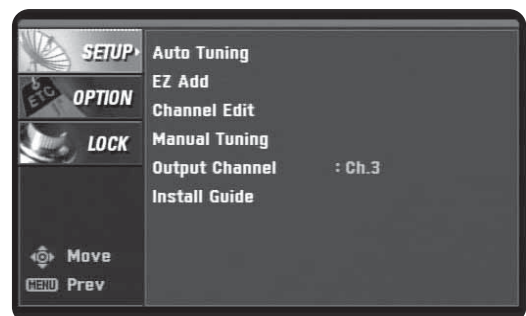 SETUP
OPTION
ETC
LOCK
Auto Tuning
EZ Add
Channel Edit
Manual Tuning
Output Channel : Ch.3
Install Guide
Move
MENU Prev